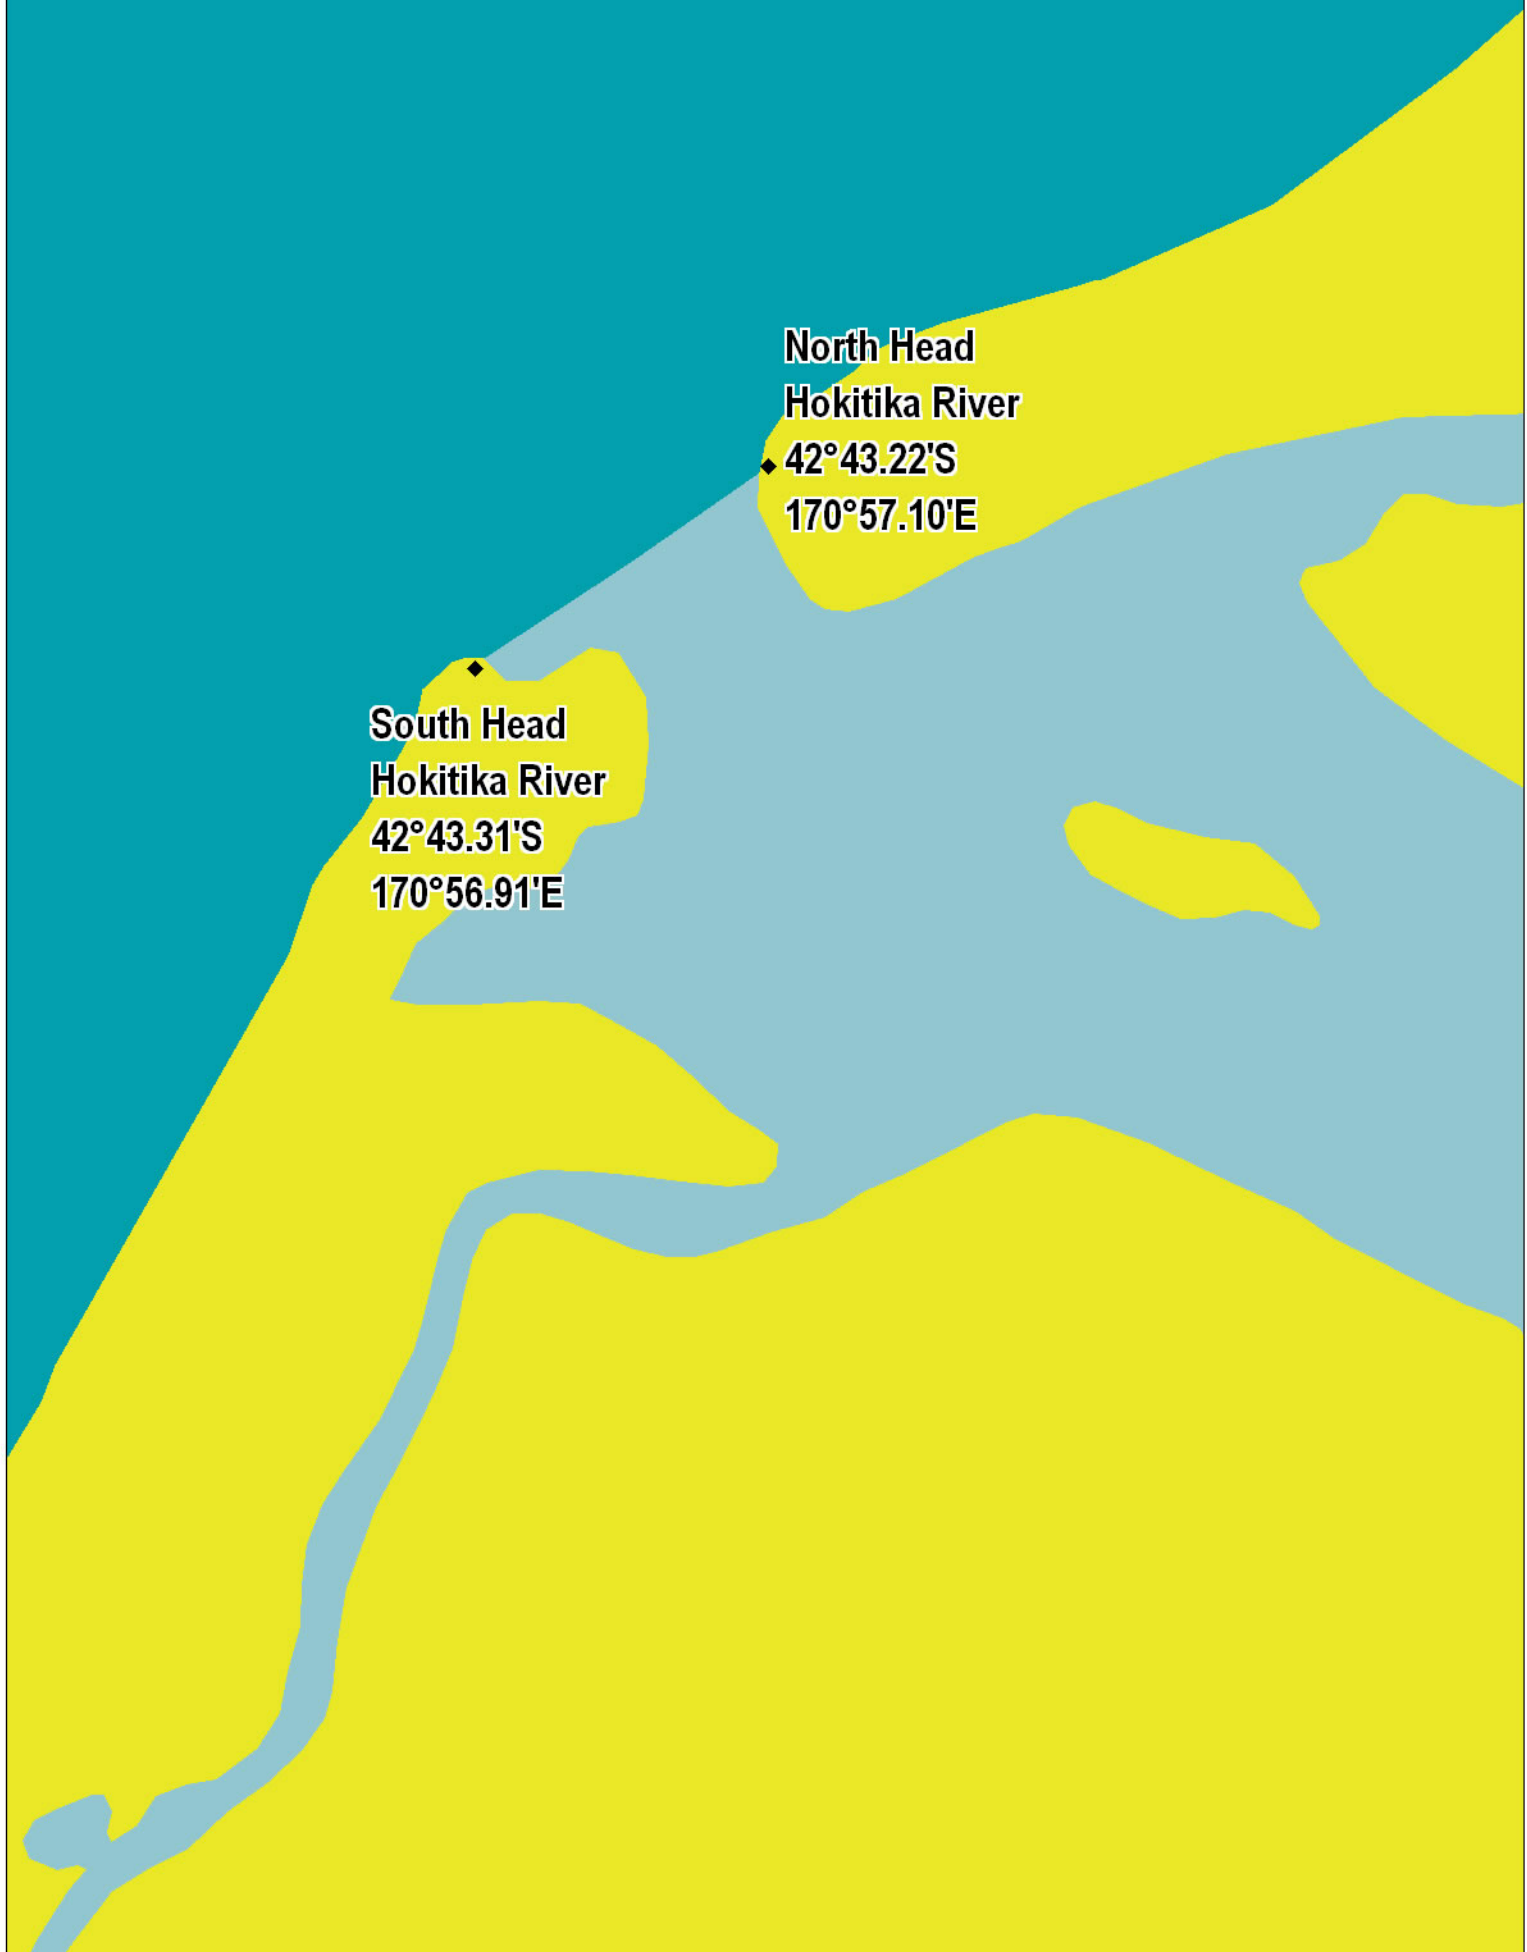 North Head
Hokitika River
42°43.22'S
170°57.10'E
South Head
Hokitika River
42°43.31'S
170°56.91'E